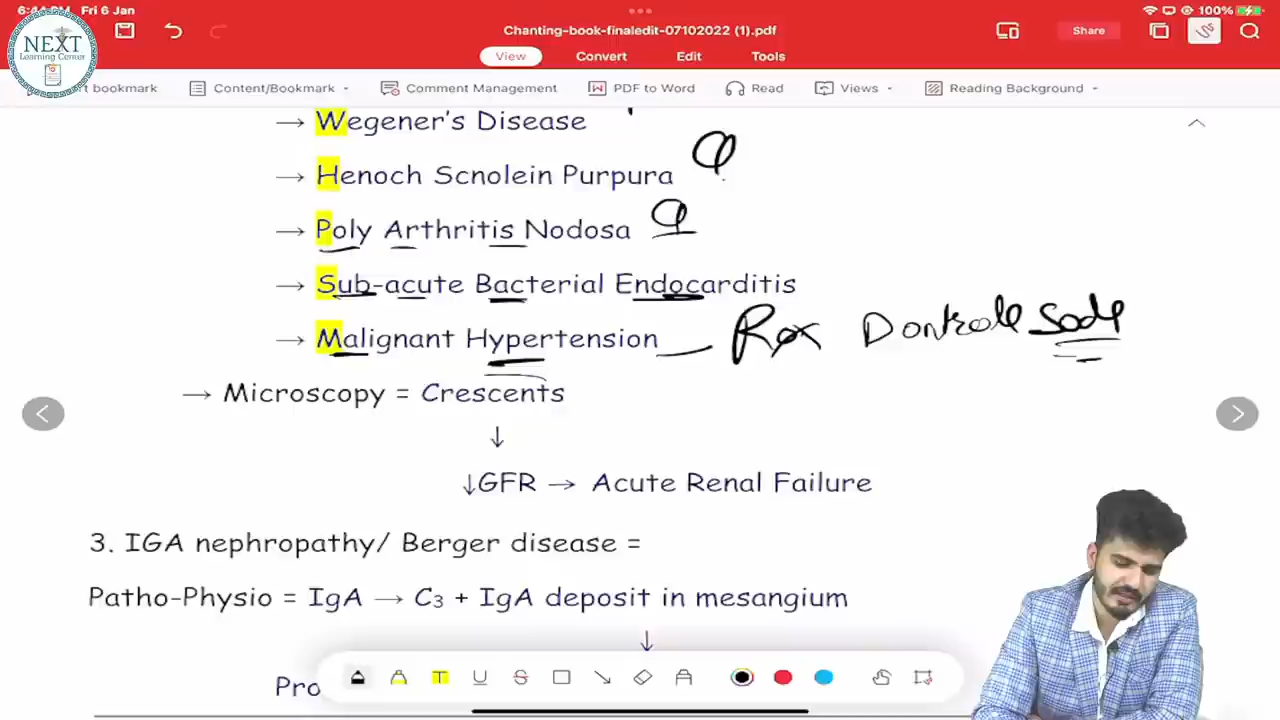 6:44 PM Fri 6 Jan
100%
NEXT
Learning Center
Chanting-book-finaledit-07102022 (1).pdf
Share
View Convert Edit Tools
rt bookmark Content/Bookmark Comment Management PDF to Word Read Views Reading Background
→ Wegener's Disease
→ Henoch Scnolein Purpura
→ Poly Arthritis Nodosa
→ Sub-acute Bacterial Endocarditis
→ Malignant Hypertension
→ Microscopy = Crescents
↓
↓GFR → Acute Renal Failure
3. IGA nephropathy/ Berger disease =
Patho-Physio = IgA → C3 + IgA deposit in mesangium
↓
Pro